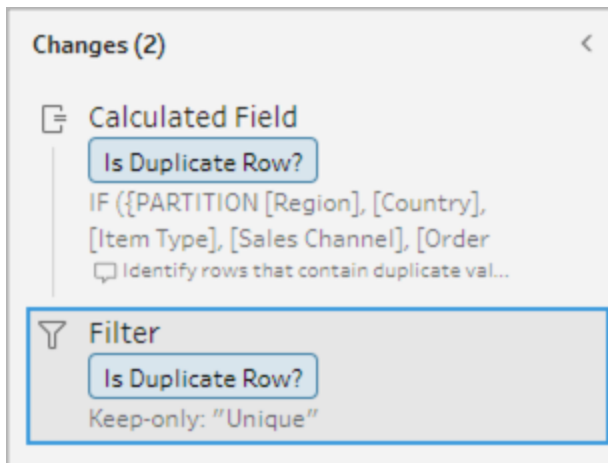 Changes (2)
Calculated Field
Is Duplicate Row?
IF ({PARTITION [Region], [Country],
[Item Type], [Sales Channel], [Order
Identify rows that contain duplicate val...
Filter
Is Duplicate Row?
Keep-only: "Unique"